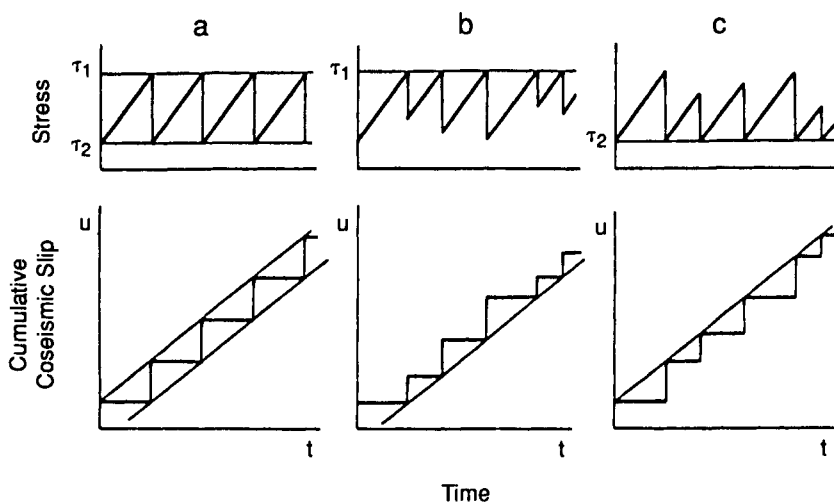 a b c
Stress
τ1 τ1
τ2 τ2
Cumulative
Coseismic Slip
u u u
t t t
Time